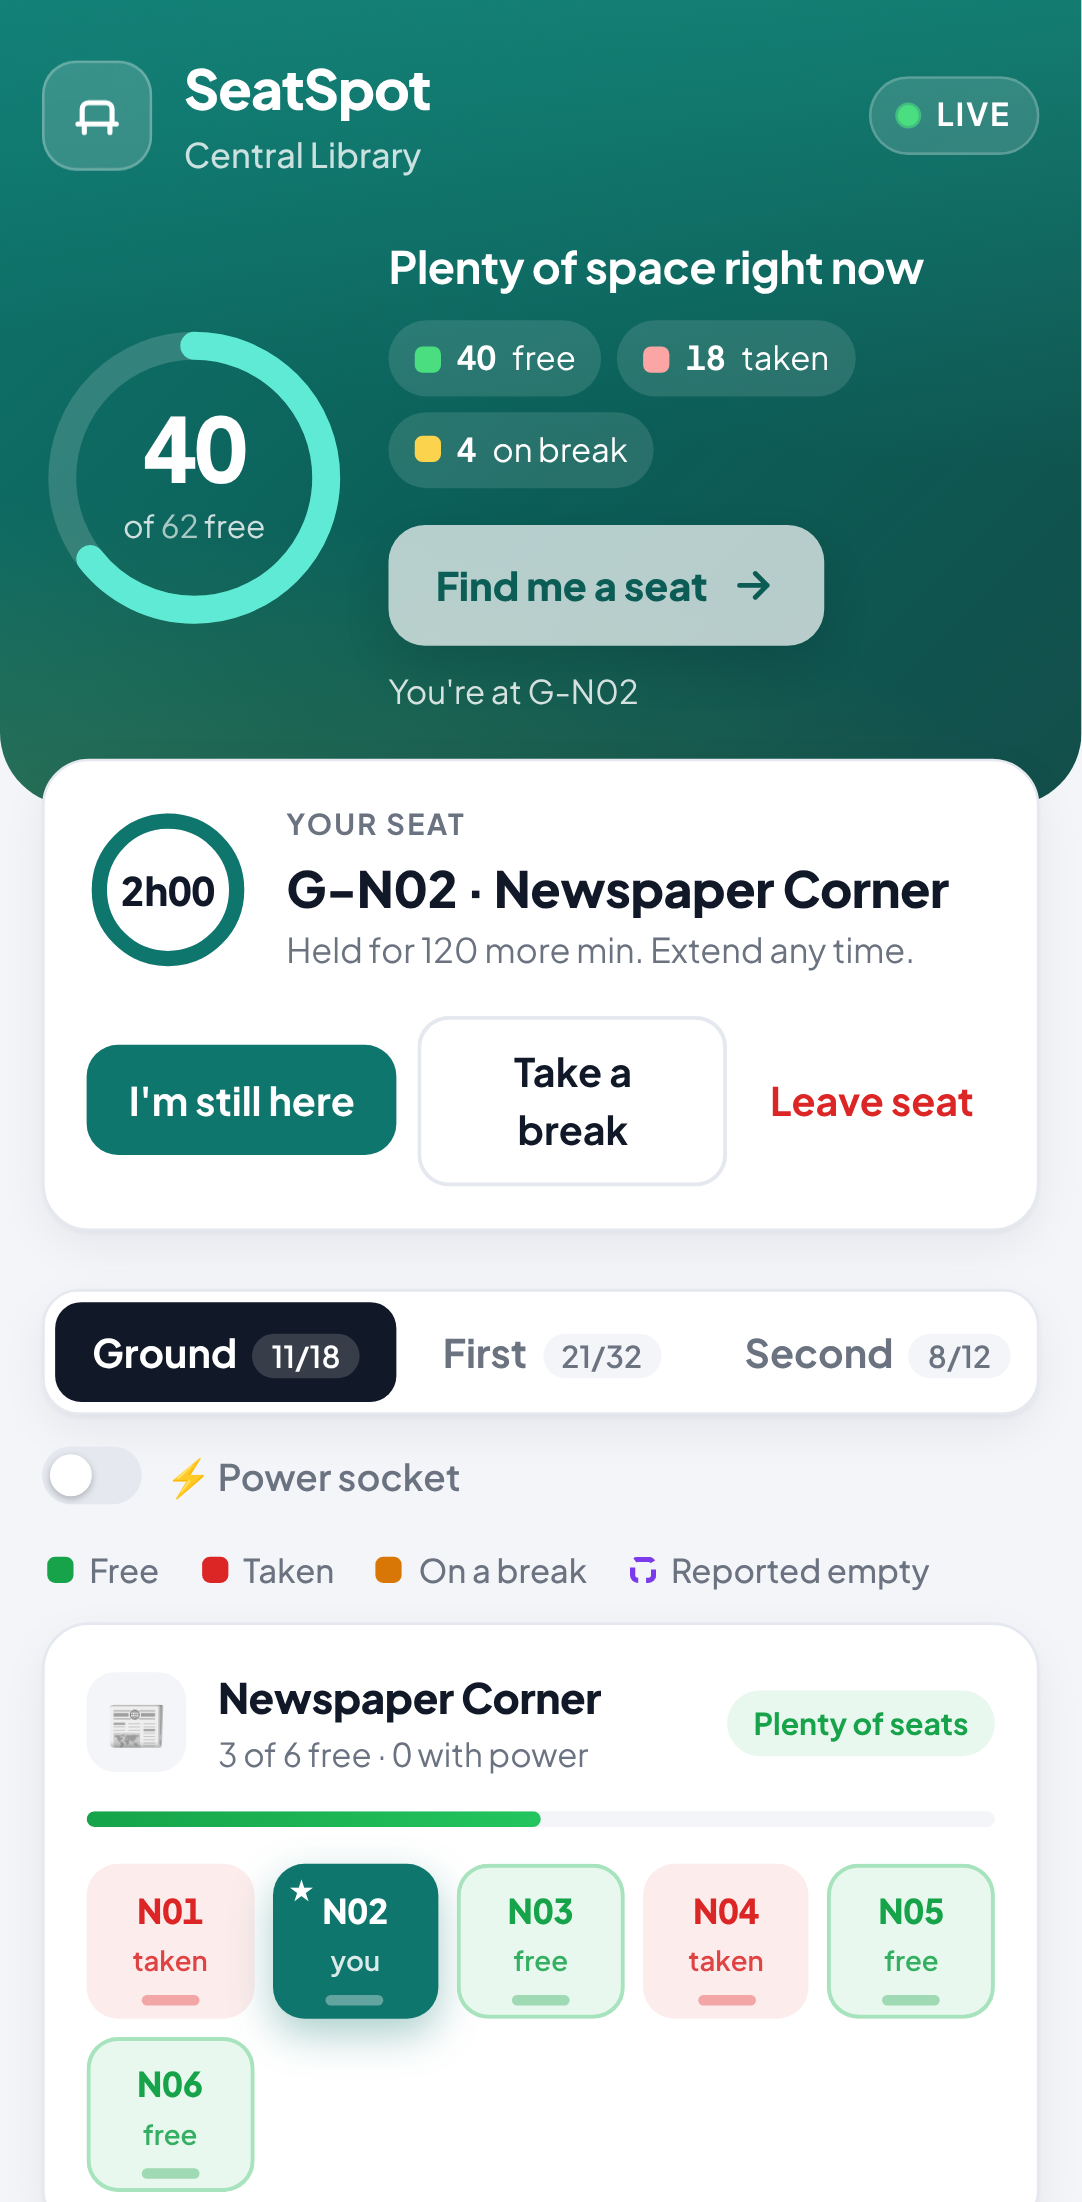 SeatSpot
Central Library
LIVE
Plenty of space right now
40 free
18 taken
4 on break
40
of 62 free
Find me a seat →
You're at G-N02
YOUR SEAT
2h00
G-N02 · Newspaper Corner
Held for 120 more min. Extend any time.
I'm still here
Take a
break
Leave seat
Ground 11/18
First 21/32
Second 8/12
⚡ Power socket
Free
Taken
On a break
Reported empty
Newspaper Corner
3 of 6 free · 0 with power
Plenty of seats
N01
taken
★ N02
you
N03
free
N04
taken
N05
free
N06
free